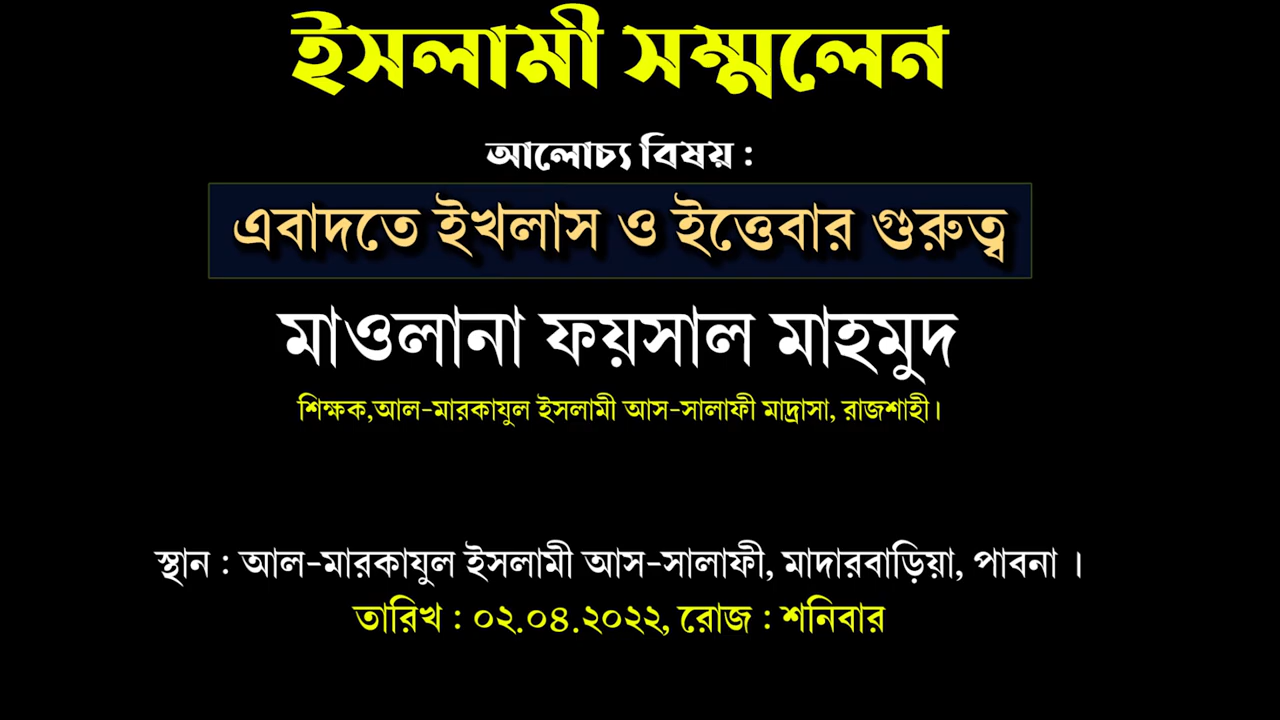 ইসলামী সম্মলেন
আলোচ্য বিষয় :
এবাদতে ইখলাস ও ইত্তেবার গুরুত্ব
মাওলানা ফয়সাল মাহমুদ
শিক্ষক,আল-মারকাযুল ইসলামী আস-সালাফী মাদ্রাসা, রাজশাহী।
স্থান : আল-মারকাযুল ইসলামী আস-সালাফী, মাদারবাড়িয়া, পাবনা ।
তারিখ : ০২.০৪.২০২২, রোজ : শনিবার